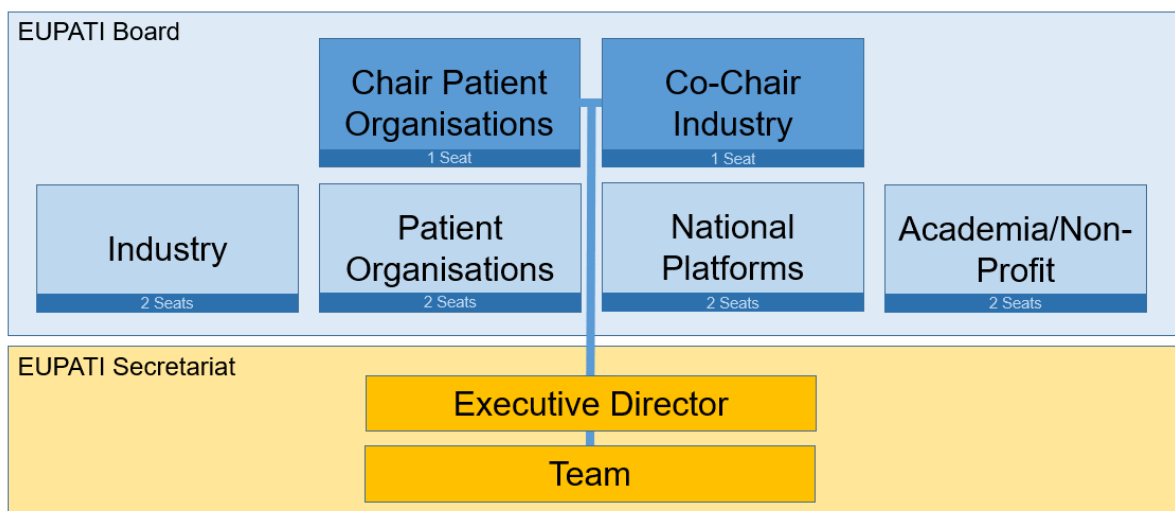 EUPATI Board
Chair Patient
Organisations
1 Seat
Co-Chair
Industry
1 Seat
Industry
2 Seats
Patient
Organisations
2 Seats
National
Platforms
2 Seats
Academia/Non-
Profit
2 Seats
EUPATI Secretariat
Executive Director
Team